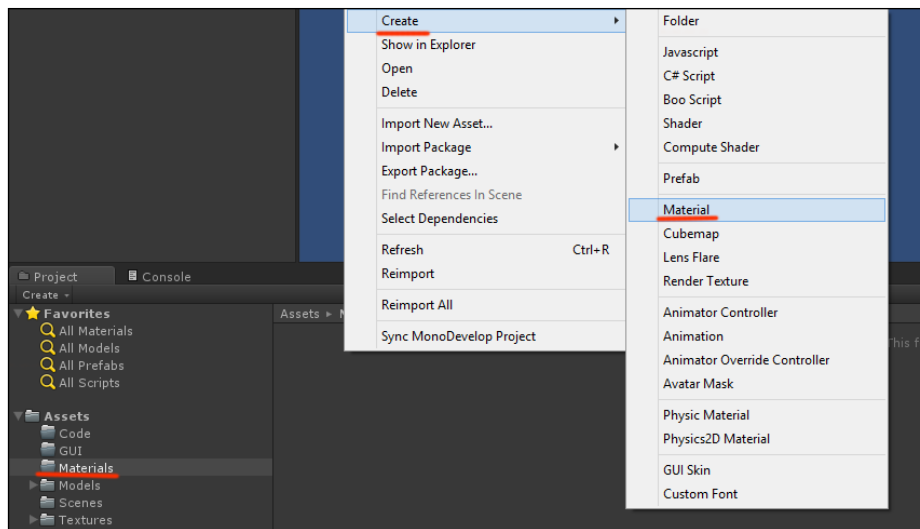 Create
Show in Explorer
Open
Delete
Import New Asset...
Import Package
Export Package...
Find References In Scene
Select Dependencies
Refresh Ctrl+R
Reimport
Reimport All
Sync MonoDevelop Project
Folder
Javascript
C# Script
Boo Script
Shader
Compute Shader
Prefab
Material
Cubemap
Lens Flare
Render Texture
Animator Controller
Animation
Animator Override Controller
Avatar Mask
Physic Material
Physics2D Material
GUI Skin
Custom Font
Project
Console
Create
Favorites
All Materials
All Models
All Prefabs
All Scripts
Assets
Code
GUI
Materials
Models
Scenes
Textures
Assets
This f